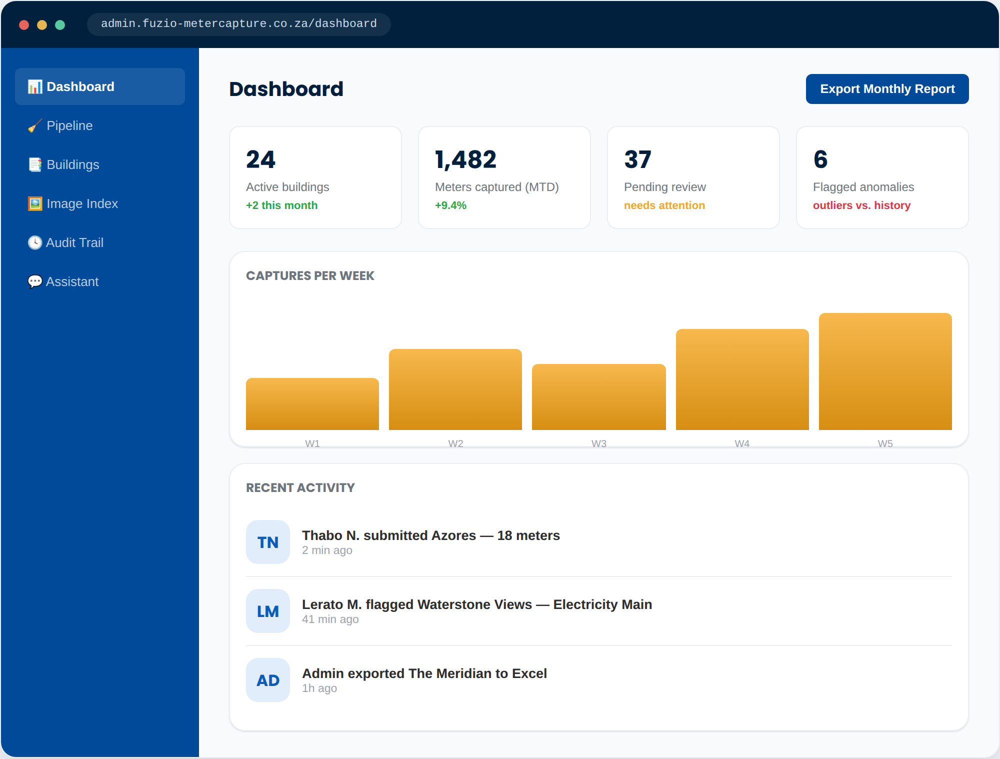 admin.fuzio-metercapture.co.za/dashboard
Dashboard
Pipeline
Buildings
Image Index
Audit Trail
Assistant
Dashboard
Export Monthly Report
24
Active buildings
+2 this month
1,482
Meters captured (MTD)
+9.4%
37
Pending review
needs attention
6
Flagged anomalies
outliers vs. history
CAPTURES PER WEEK
W1
W2
W3
W4
W5
RECENT ACTIVITY
TN
Thabo N. submitted Azores — 18 meters
2 min ago
LM
Lerato M. flagged Waterstone Views — Electricity Main
41 min ago
AD
Admin exported The Meridian to Excel
1h ago